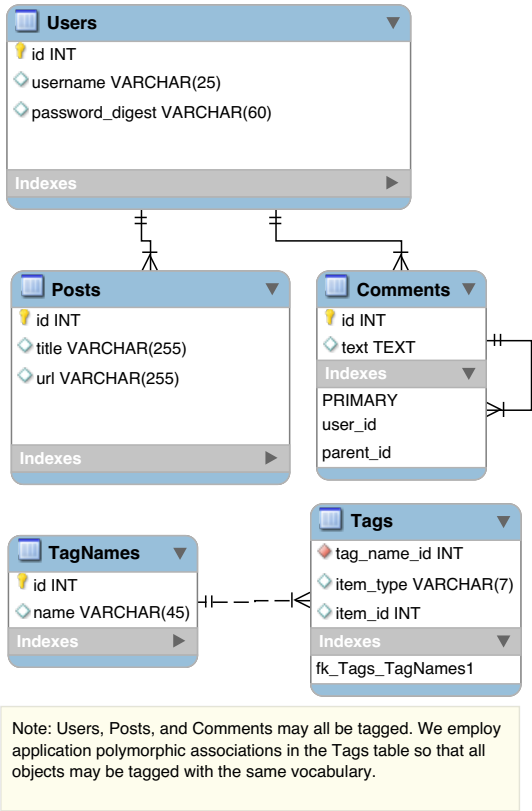 Users
id INT
username VARCHAR(25)
password_digest VARCHAR(60)
Indexes
Posts
id INT
title VARCHAR(255)
url VARCHAR(255)
Indexes
Comments
id INT
text TEXT
Indexes
PRIMARY
user_id
parent_id
TagNames
id INT
name VARCHAR(45)
Indexes
Tags
tag_name_id INT
item_type VARCHAR(7)
item_id INT
Indexes
fk_Tags_TagNames1
Note: Users, Posts, and Comments may all be tagged. We employ
application polymorphic associations in the Tags table so that all
objects may be tagged with the same vocabulary.